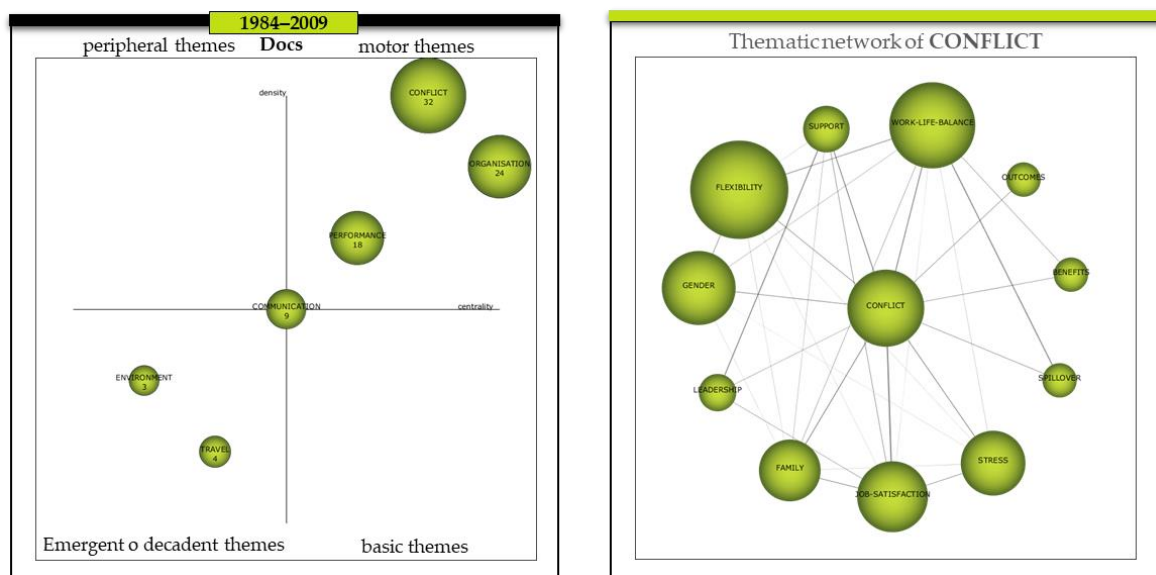 1984–2009
peripheral themes Docs motor themes
density
CONFLICT
32
ORGANISATION
24
PERFORMANCE
18
COMMUNICATION
9
centrality
ENVIRONMENT
3
TRAVEL
4
Emergent o decadent themes basic themes
Thematic network of CONFLICT
WORK-LIFE-BALANCE
SUPPORT
OUTCOMES
FLEXIBILITY
BENEFITS
GENDER
CONFLICT
SPILLOVER
LEADERSHIP
STRESS
FAMILY
JOB-SATISFACTION